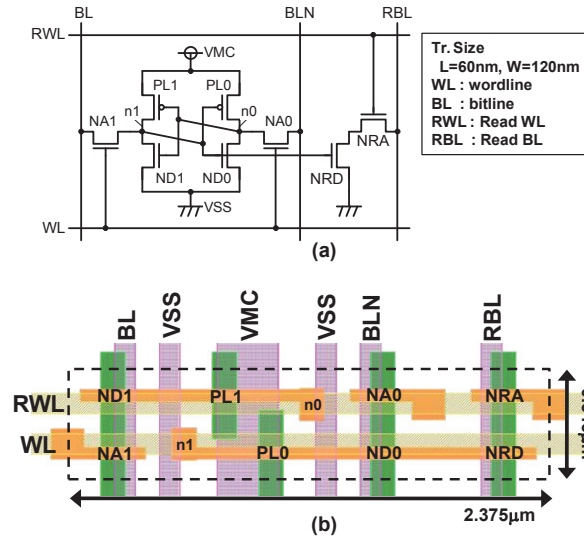 BL
BLN
RBL
RWL
VMC
PL1
PL0
n1
n0
NA1
NA0
NRA
ND1
ND0
NRD
VSS
WL
(a)
Tr. Size
L=60nm, W=120nm
WL : wordline
BL : bitline
RWL : Read WL
RBL : Read BL
BL
VSS
VMC
VSS
BLN
RBL
RWL
ND1
PL1
n0
NA0
NRA
WL
NA1
n1
PL0
ND0
NRD
2.375μm
(b)